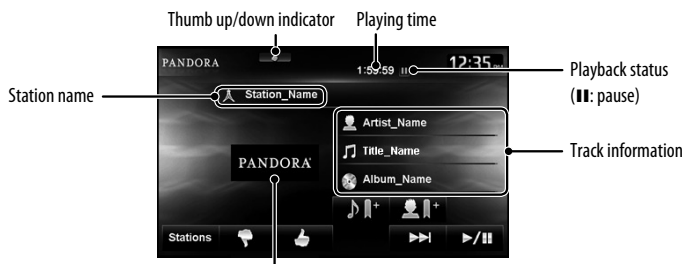 Thumb up/down indicator
Playing time
PANDORA
1:59:59
12:35 PM
Playback status
(II: pause)
Station name
Station_Name
Artist_Name
Title_Name
Track information
PANDORA
Album_Name
Stations